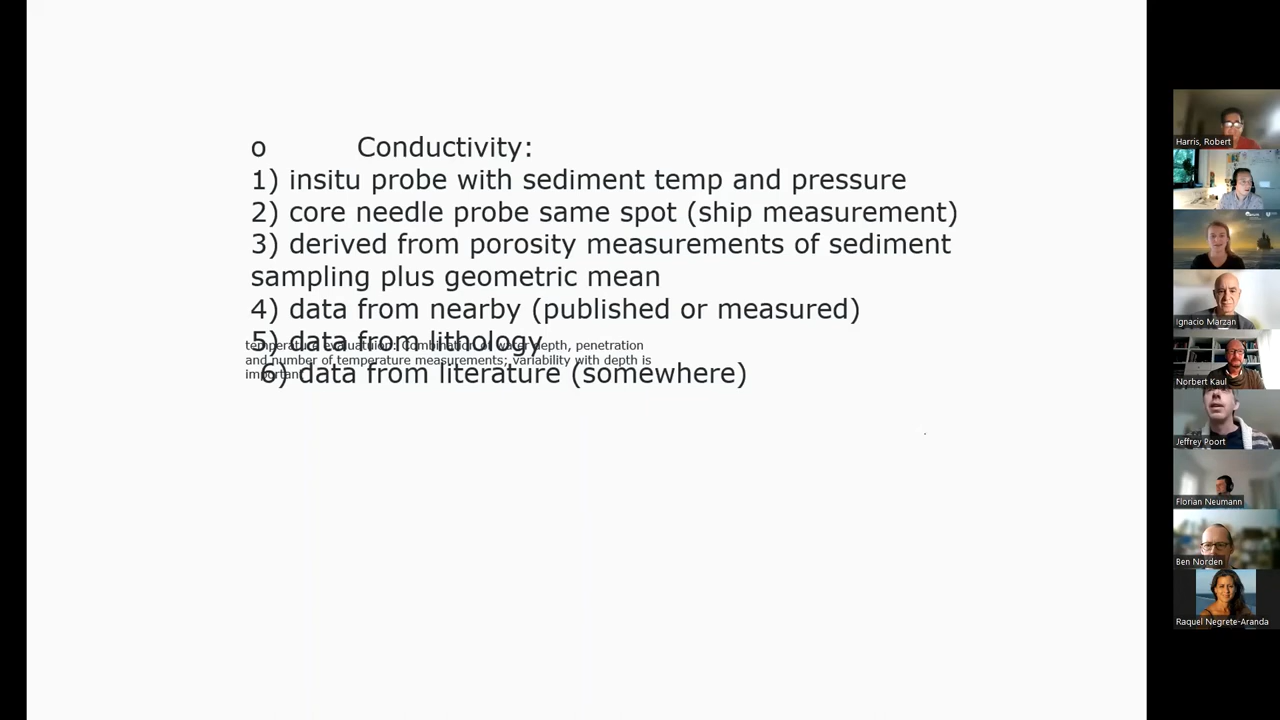 o Conductivity:
1) insitu probe with sediment temp and pressure
2) core needle probe same spot (ship measurement)
3) derived from porosity measurements of sediment
sampling plus geometric mean
4) data from nearby (published or measured)
5) data from lithology
temperature evaluatuion: Combination of water depth, penetration
and number of temperature measurements; variability with depth is
important
6) data from literature (somewhere)
Harris, Robert
Ignacio Marzan
Norbert Kaul
Jeffrey Poort
Florian Neumann
Ben Norden
Raquel Negrete-Aranda